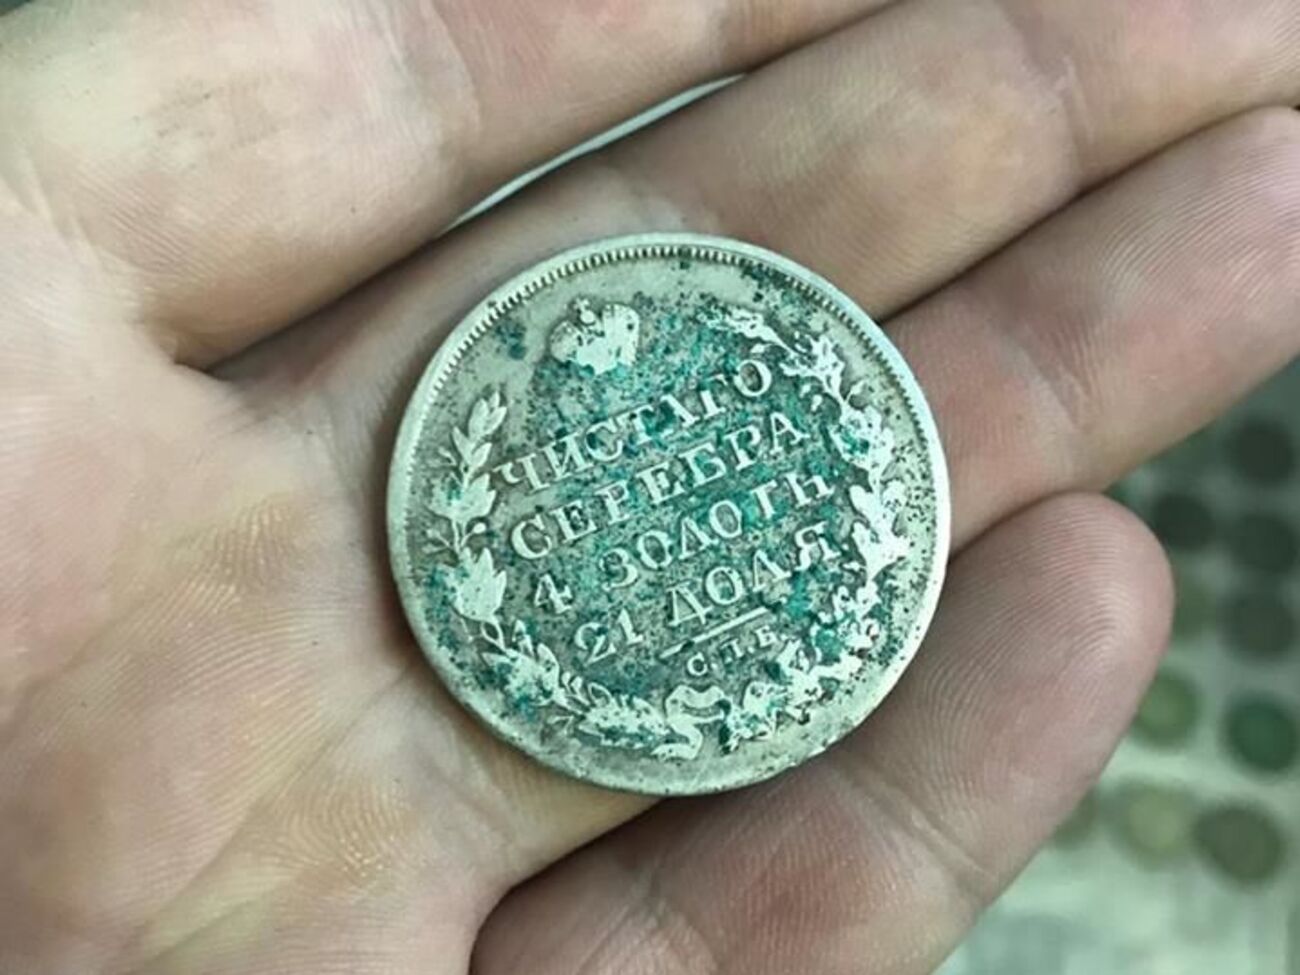 ЧИСТАГО
СЕРЕБРА
4 ЗОЛОТН
21 ДОЛЯ
С.П.Б.